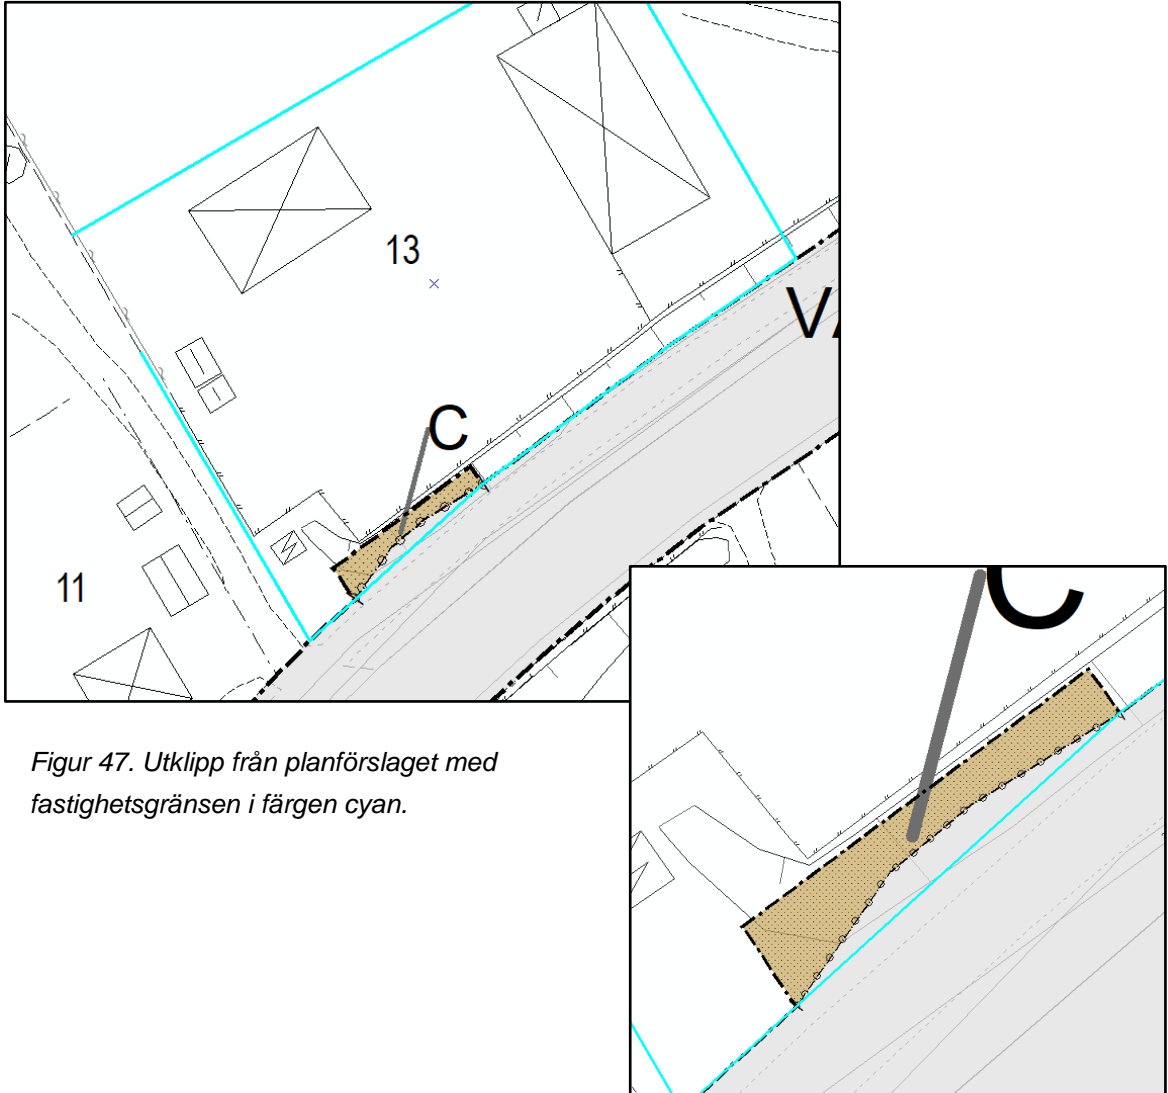 13
VA
C
11
C
Figur 47. Utklipp från planförslaget med
fastighetsgränsen i färgen cyan.